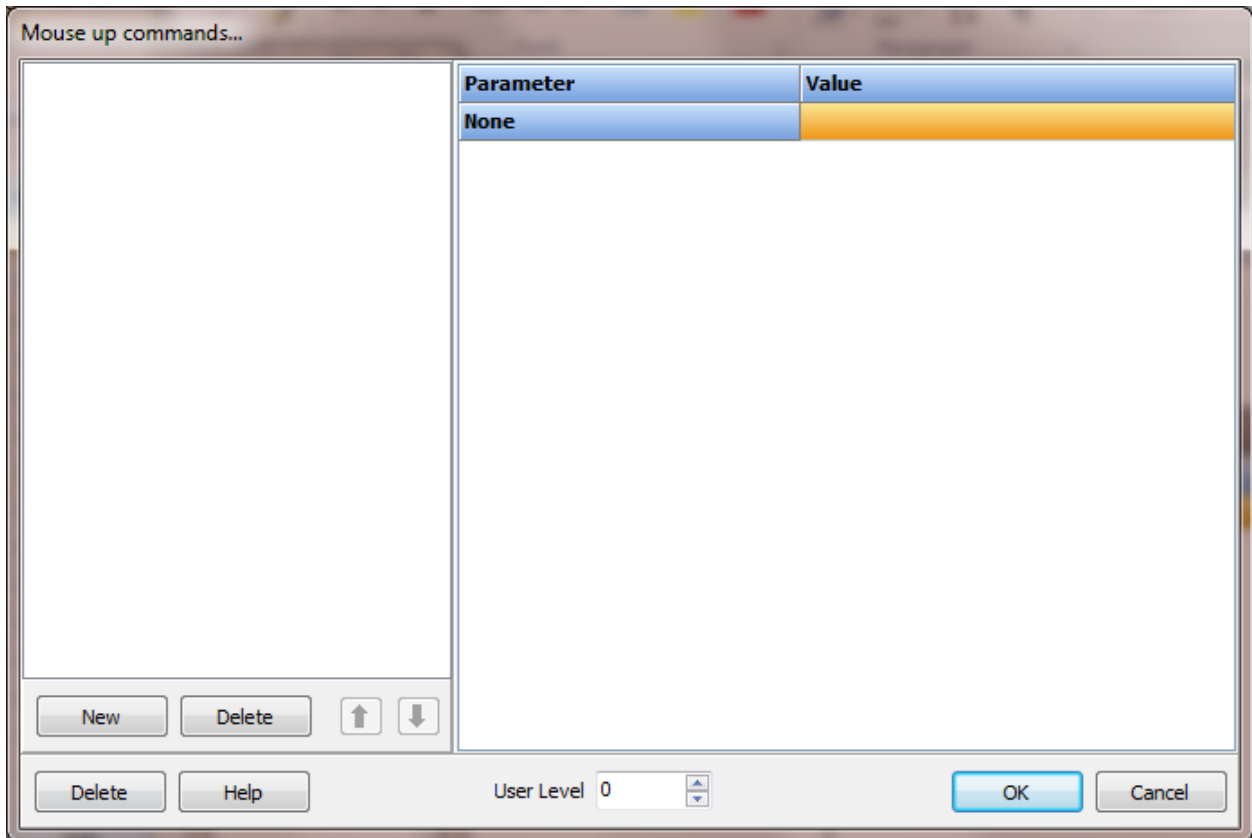 Mouse up commands...
Parameter Value
None
New Delete
Delete Help User Level 0 OK Cancel